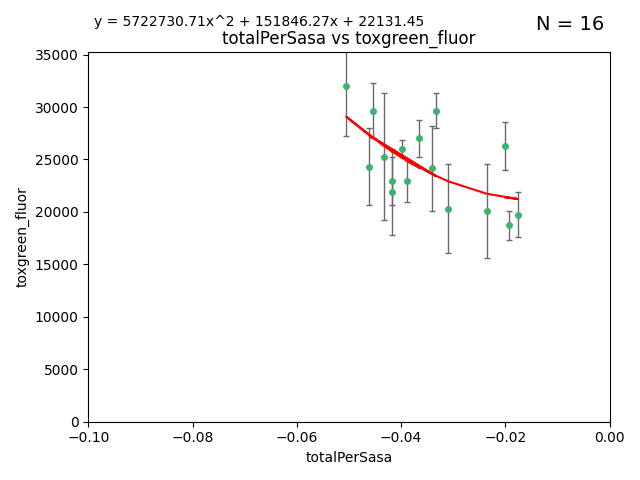 y = 5722730.71x^2 + 151846.27x + 22131.45
N = 16
totalPerSasa vs toxgreen_fluor
35000
30000
25000
20000
15000
10000
5000
0
toxgreen_fluor
−0.10 −0.08 −0.06 −0.04 −0.02 0.00
totalPerSasa